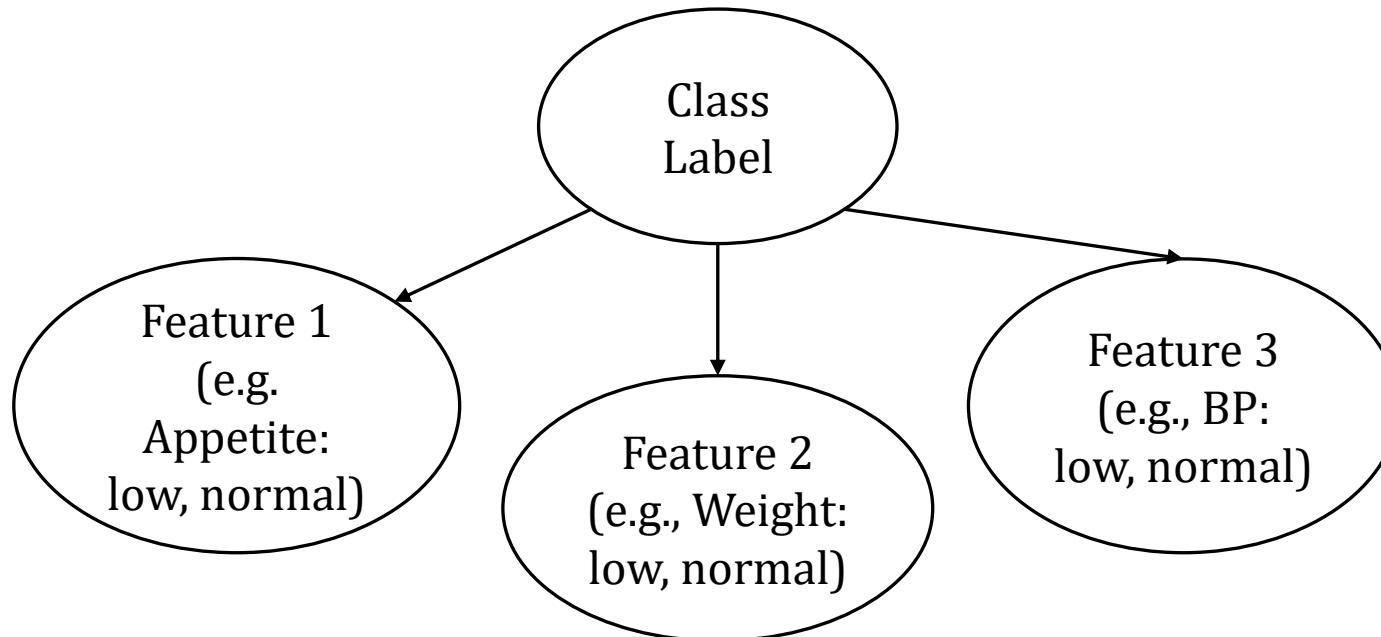 Class
Label
Feature 1
(e.g.
Appetite:
low, normal)
Feature 2
(e.g., Weight:
low, normal)
Feature 3
(e.g., BP:
low, normal)